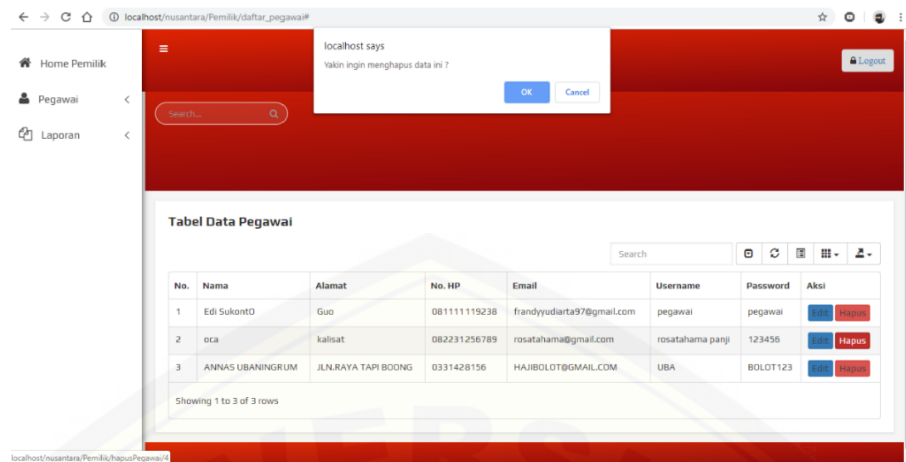 localhost/nusantara/Pemilik/daftar_pegawai#
localhost says
Yakin ingin menghapus data ini ?
OK Cancel
Home Pemilik
Pegawai
Laporan
Logout
Search...
Tabel Data Pegawai
Search
No. Nama Alamat No. HP Email Username Password Aksi
1 Edi SukontO Guo 081111119238 frandyyudiarta97@gmail.com pegawai pegawai Edit Hapus
2 oca kalisat 082231256789 rosatahama@gmail.com rosatahama panji 123456 Edit Hapus
3 ANNAS UBANINGRUM JLN.RAYA TAPI BOONG 0331428156 HAJIBOLOT@GMAIL.COM UBA BOLOT123 Edit Hapus
Showing 1 to 3 of 3 rows
localhost/nusantara/Pemilik/hapusPegawai/4